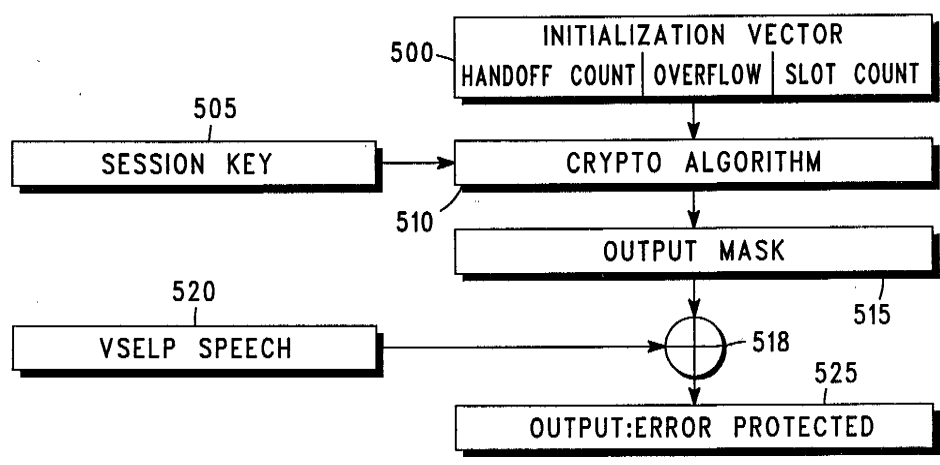 INITIALIZATION VECTOR
500
HANDOFF COUNT OVERFLOW SLOT COUNT
505
SESSION KEY
CRYPTO ALGORITHM
510
OUTPUT MASK
515
520
VSELP SPEECH
518
525
OUTPUT:ERROR PROTECTED